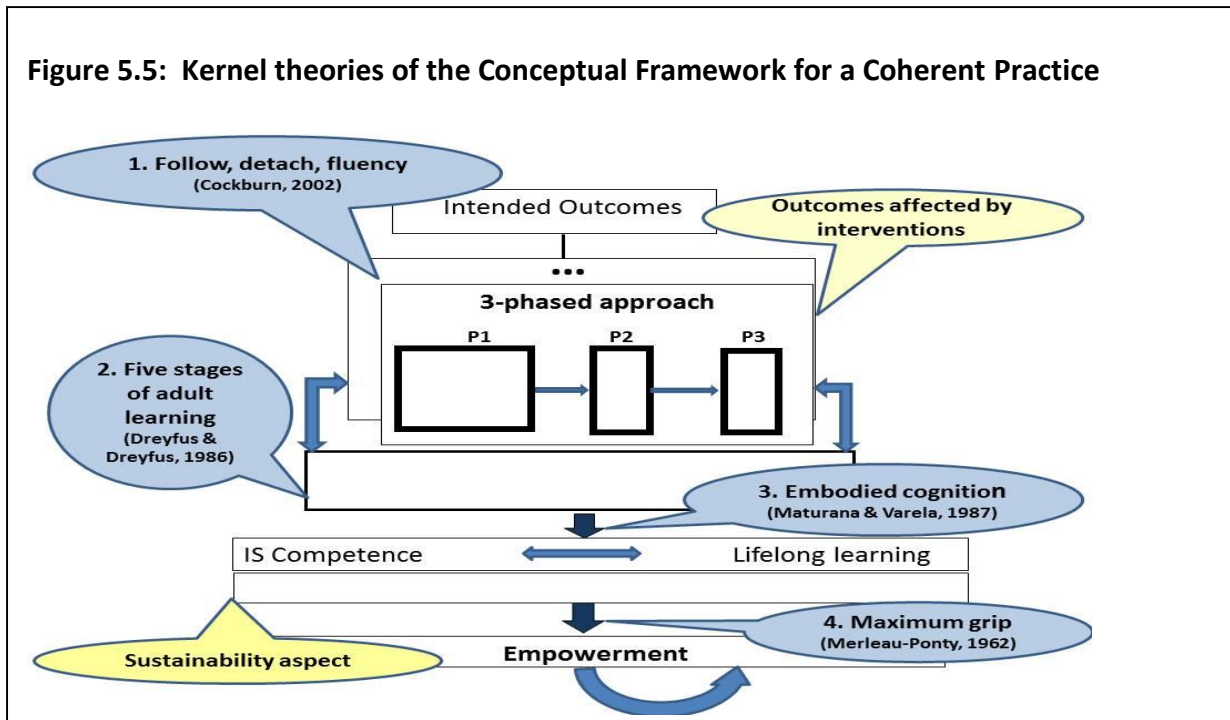 Figure 5.5: Kernel theories of the Conceptual Framework for a Coherent Practice
1. Follow, detach, fluency
(Cockburn, 2002)
Intended Outcomes
Outcomes affected by
interventions
...
3-phased approach
P1
P2
P3
2. Five stages
of adult
learning
(Dreyfus &
Dreyfus, 1986)
3. Embodied cognition
(Maturana & Varela, 1987)
IS Competence
Lifelong learning
4. Maximum grip
(Merleau-Ponty, 1962)
Sustainability aspect
Empowerment